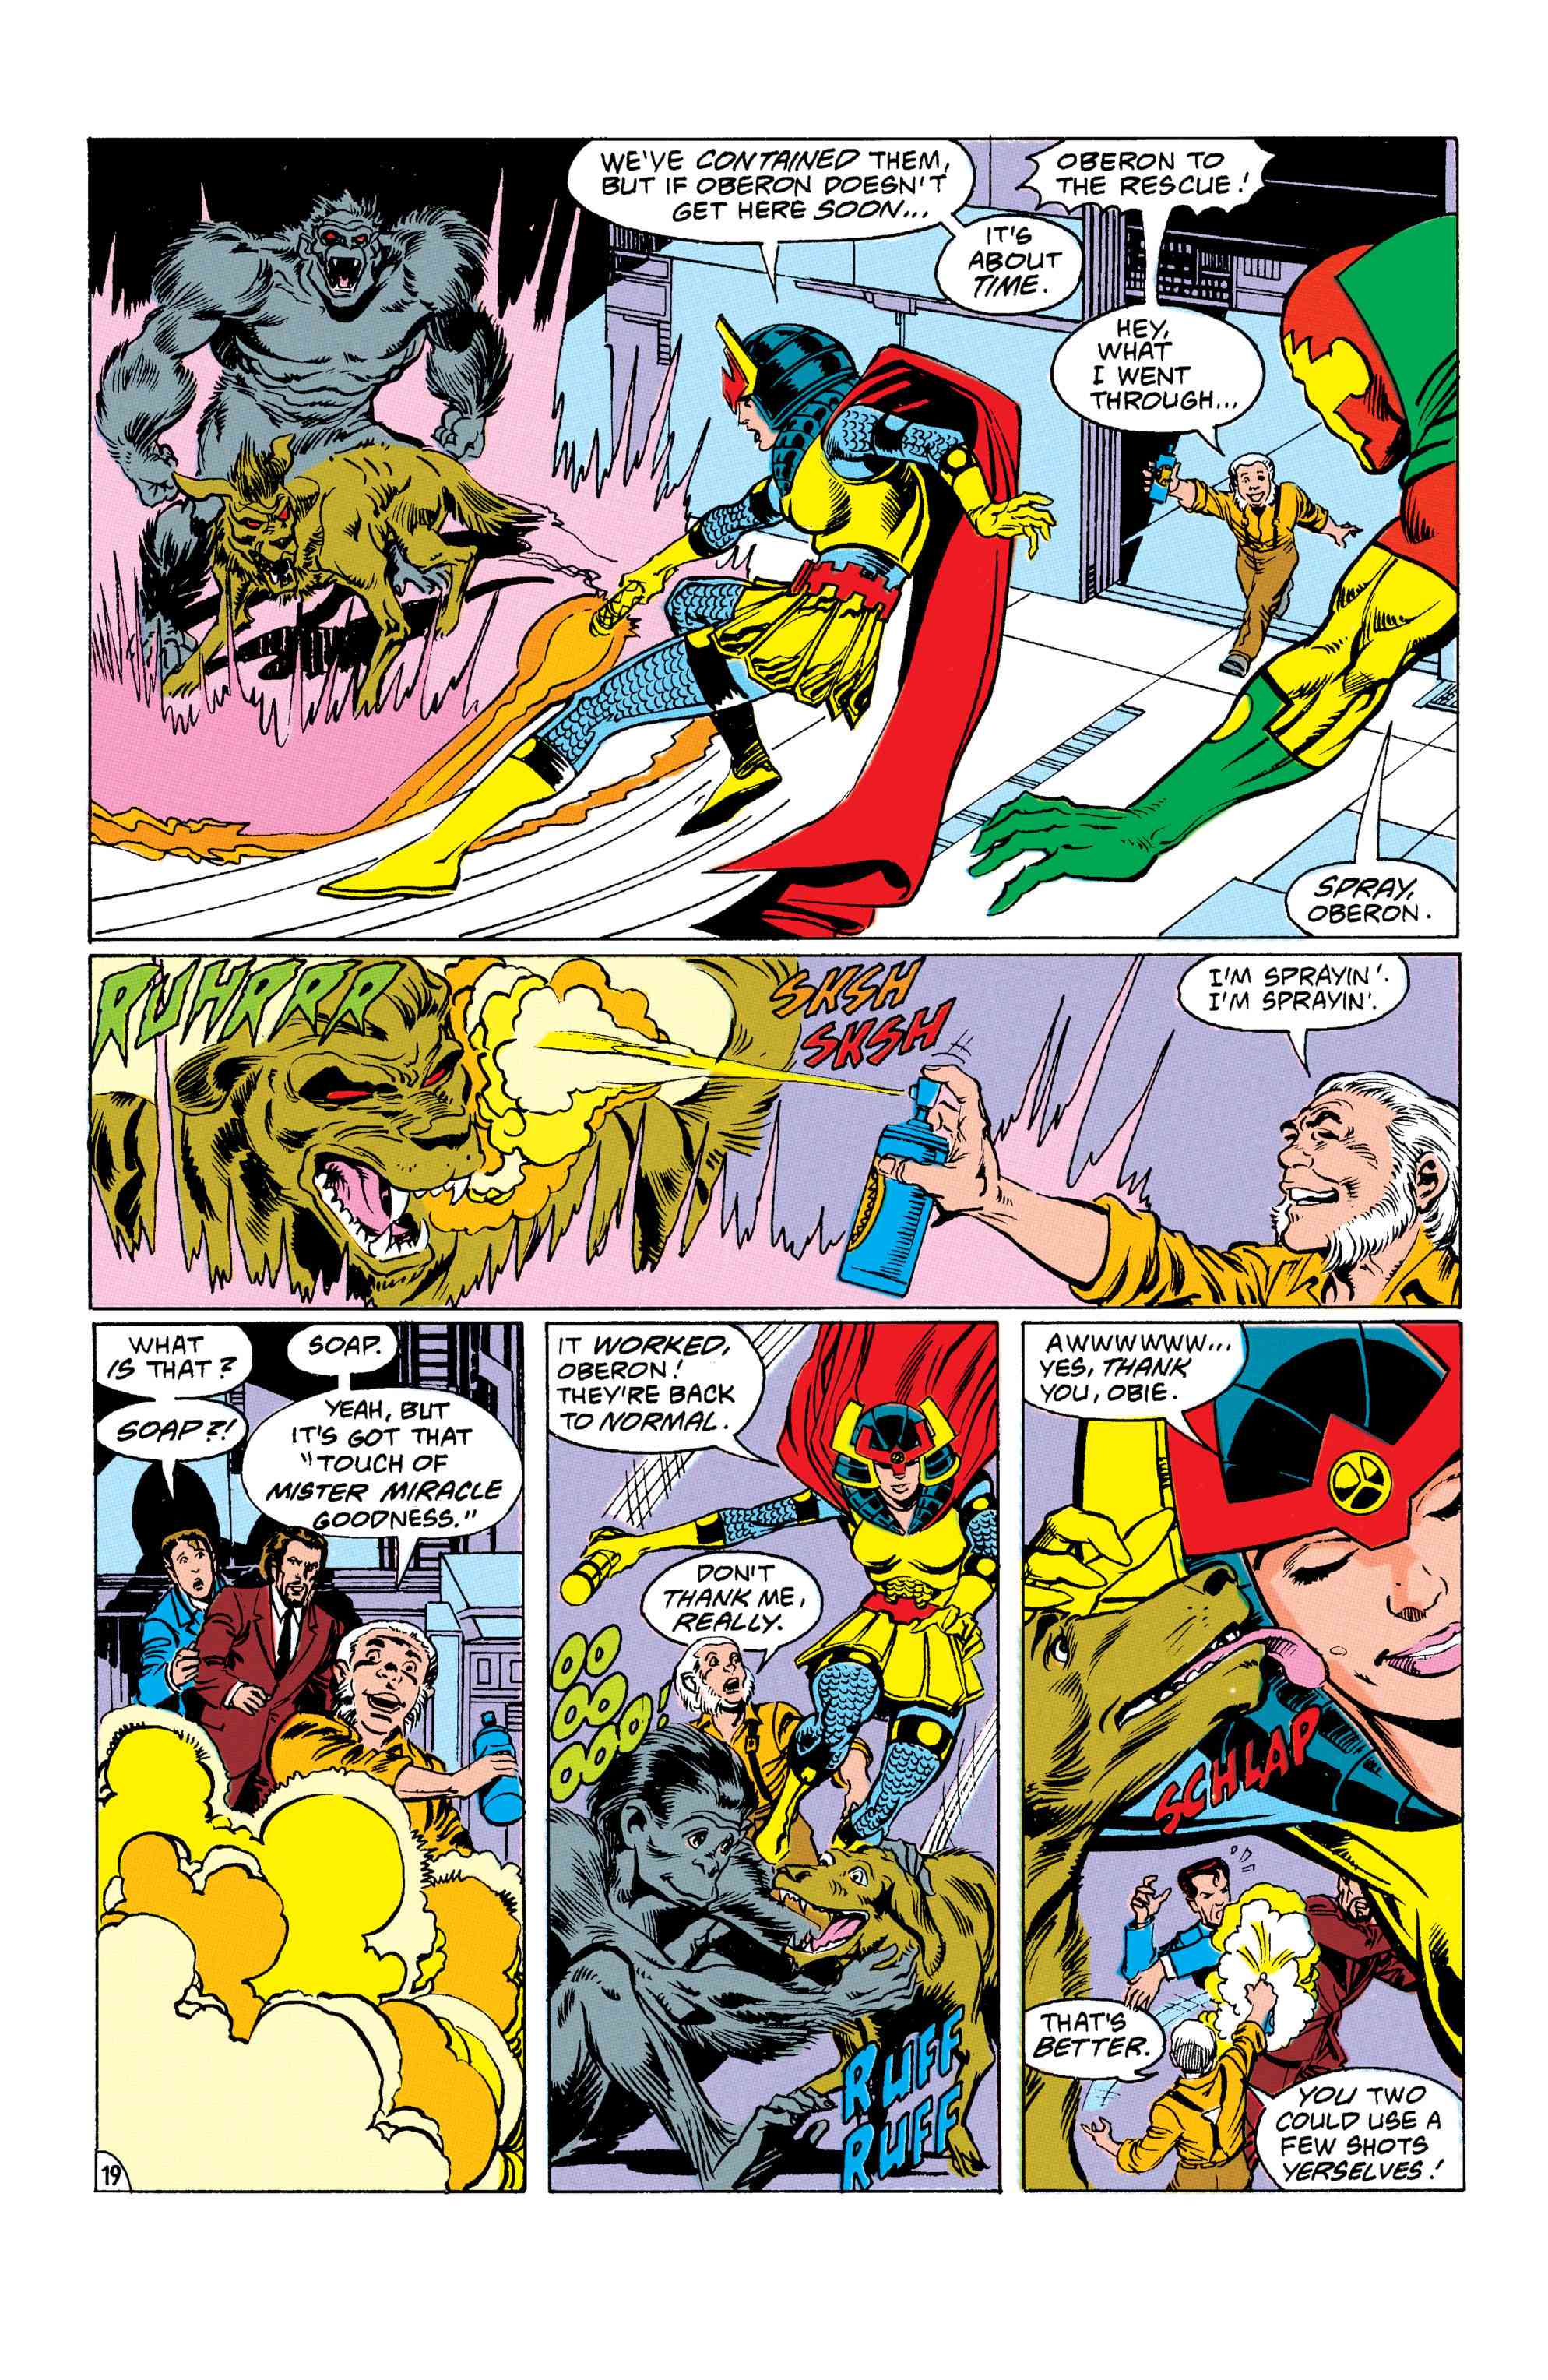 WE'VE CONTAINED THEM,
BUT IF OBERON DOESN'T
GET HERE SOON...
OBERON TO
THE RESCUE!
IT'S
ABOUT
TIME.
HEY,
WHAT
I WENT
THROUGH...
SPRAY,
OBERON.
RUHRRR
SKSH
SKSH
I'M SPRAYIN'.
I'M SPRAYIN'.
WHAT
IS THAT?
SOAP?!
SOAP.
YEAH, BUT
IT'S GOT THAT
"TOUCH OF
MISTER MIRACLE
GOODNESS."
IT WORKED,
OBERON!
THEY'RE BACK
TO NORMAL.
DON'T
THANK ME,
REALLY.
OO
OO
OOO!
RUFF
RUFF
AWWWWWW...
YES, THANK
YOU, OBIE.
SCHLAP
THAT'S
BETTER.
YOU TWO
COULD USE A
FEW SHOTS
YERSELVES!
19